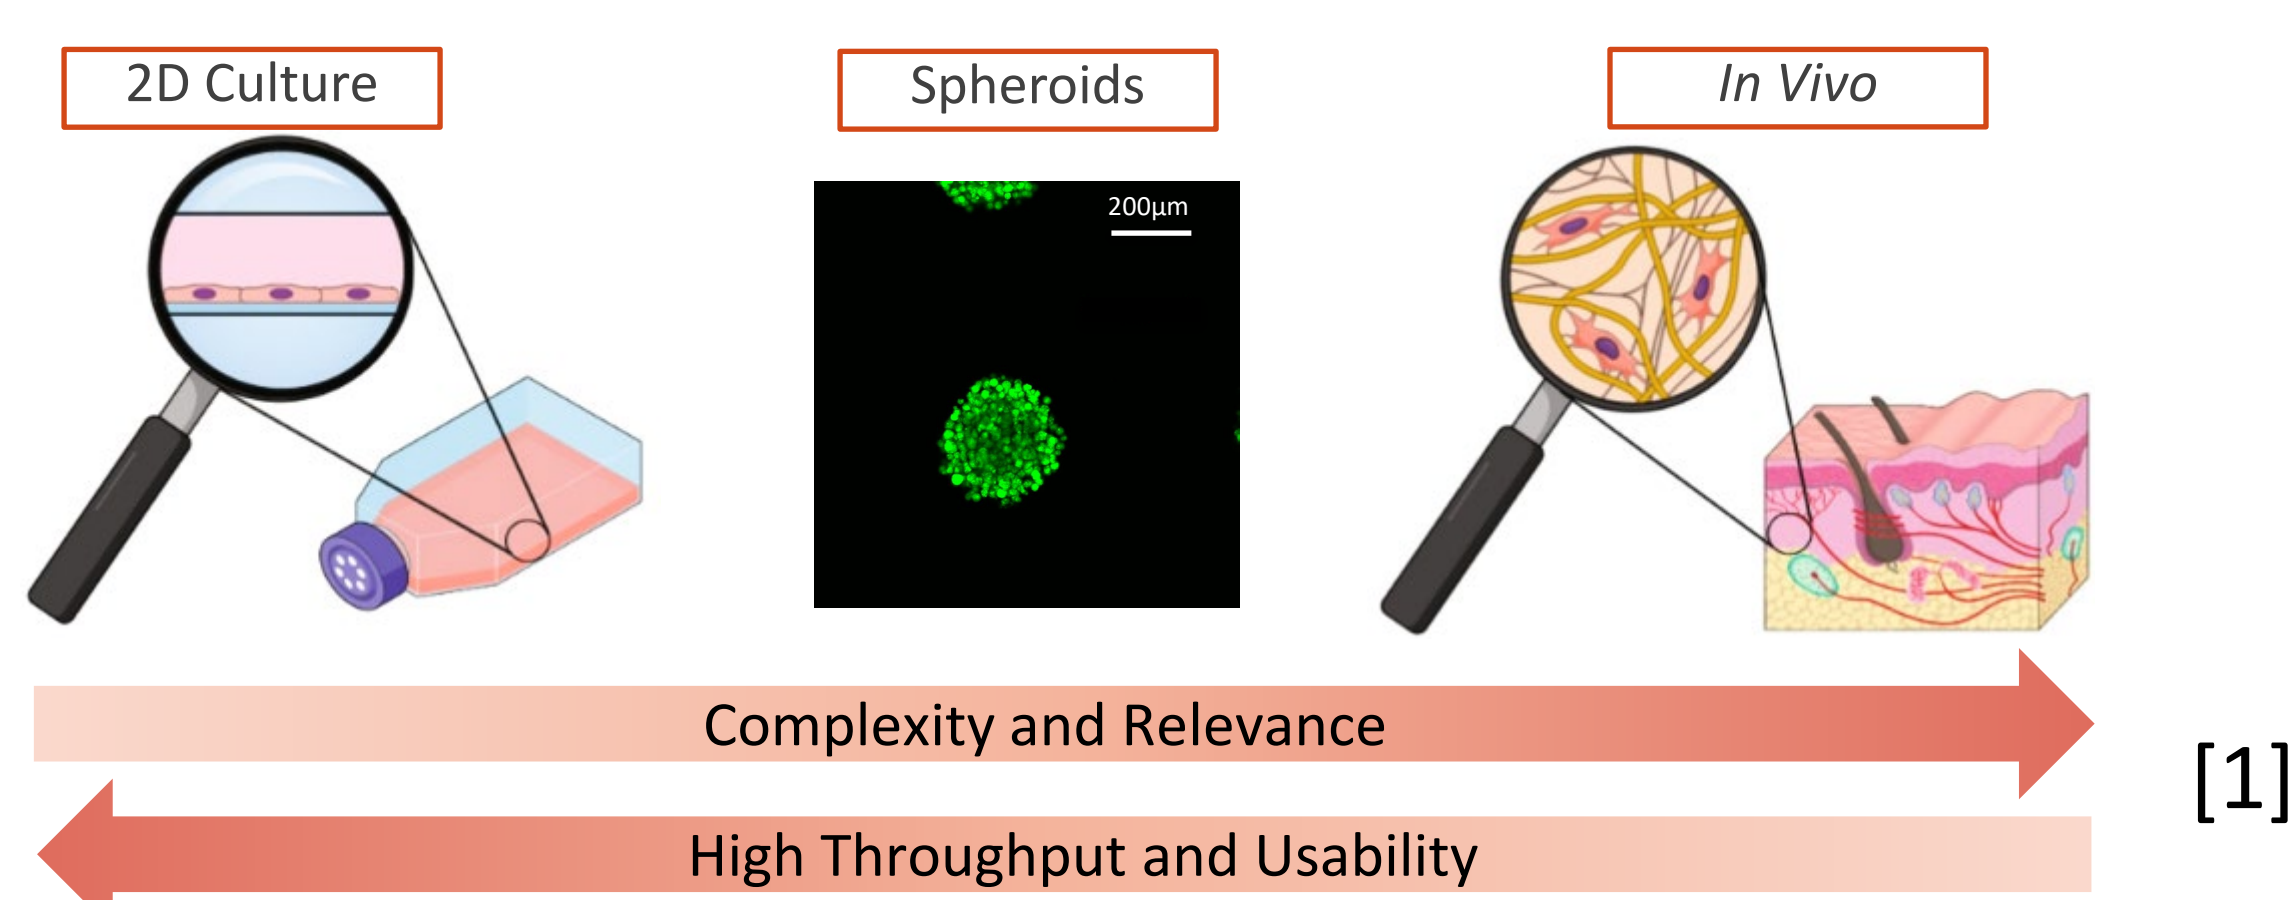 2D Culture
Spheroids
In Vivo
200µm
Complexity and Relevance
[1]
High Throughput and Usability